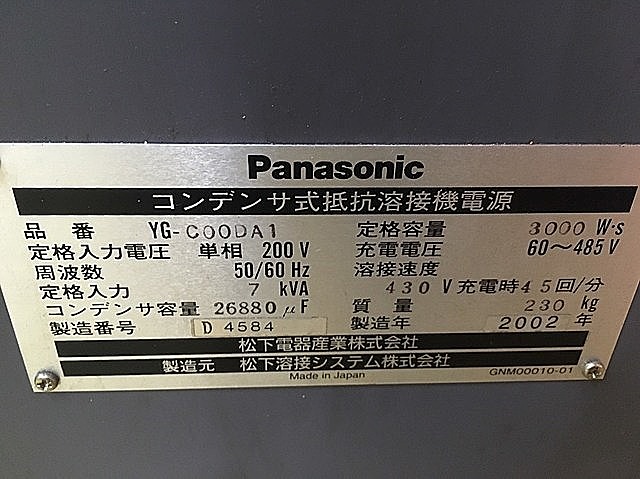 Panasonic
コンデンサ式抵抗溶接機電源
品番 YG-C00DA1 定格容量 3000 W·s
定格入力電圧 単相 200 V 充電電圧 60〜485 V
周波数 50/60 Hz 溶接速度
定格入力 7 kVA 430 V充電時45回/分
コンデンサ容量 26880 μF 質量 230 kg
製造番号 D 4584 製造年 2002 年
松下電器産業株式会社
製造元 松下溶接システム株式会社
Made in Japan GNM00010-01